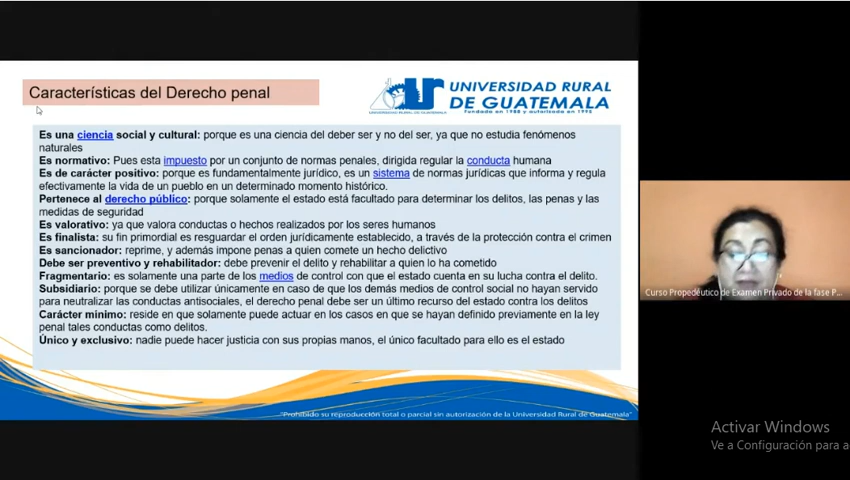 Características del Derecho penal
UNIVERSIDAD RURAL
DE GUATEMALA
Fundada en 1988 y autorizada en 1995
Es una ciencia social y cultural: porque es una ciencia del deber ser y no del ser, ya que no estudia fenómenos
naturales
Es normativo: Pues esta impuesto por un conjunto de normas penales, dirigida regular la conducta humana
Es de carácter positivo: porque es fundamentalmente jurídico, es un sistema de normas jurídicas que informa y regula
efectivamente la vida de un pueblo en un determinado momento histórico.
Pertenece al derecho público: porque solamente el estado está facultado para determinar los delitos, las penas y las
medidas de seguridad
Es valorativo: ya que valora conductas o hechos realizados por los seres humanos
Es finalista: su fin primordial es resguardar el orden jurídicamente establecido, a través de la protección contra el crimen
Es sancionador: reprime, y además impone penas a quien comete un hecho delictivo
Debe ser preventivo y rehabilitador: debe prevenir el delito y rehabilitar a quien lo ha cometido
Fragmentario: es solamente una parte de los medios de control con que el estado cuenta en su lucha contra el delito.
Subsidiario: porque se debe utilizar únicamente en caso de que los demás medios de control social no hayan servido
para neutralizar las conductas antisociales, el derecho penal debe ser un último recurso del estado contra los delitos
Carácter mínimo: reside en que solamente puede actuar en los casos en que se hayan definido previamente en la ley
penal tales conductas como delitos.
Único y exclusivo: nadie puede hacer justicia con sus propias manos, el único facultado para ello es el estado
"Prohibido su reproducción total o parcial sin autorización de la Universidad Rural de Guatemala"
Curso Propedéutico de Examen Privado de la fase P...
Activar Windows
Ve a Configuración para a